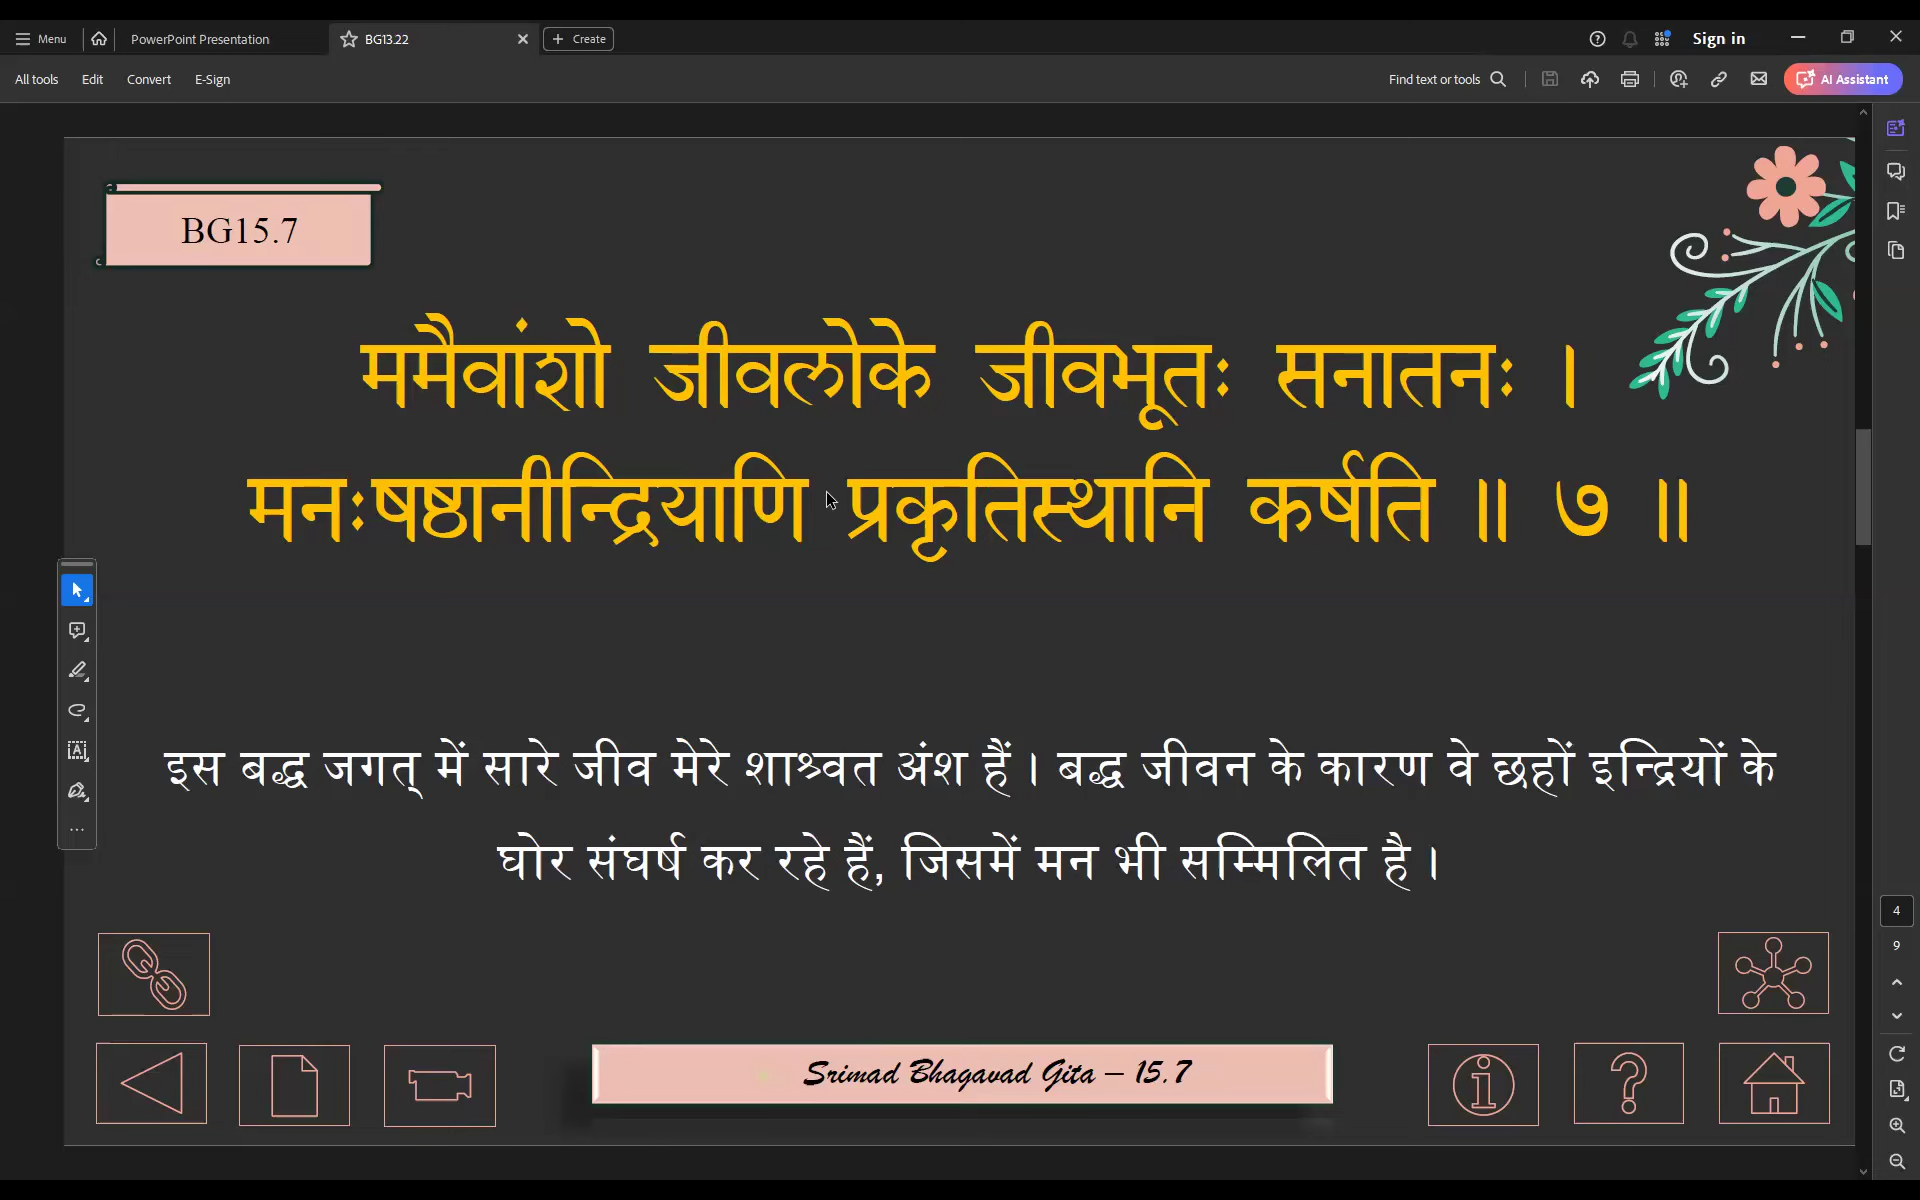 Menu
PowerPoint Presentation
BG13.22
Create
Sign in
All tools
Edit
Convert
E-Sign
Find text or tools
AI Assistant
BG15.7
ममैवांशो जीवलोके जीवभूतः सनातनः ।
मनःषष्ठानीन्द्रियाणि प्रकृतिस्थानि कर्षति ॥ ७ ॥
इस बद्ध जगत् में सारे जीव मेरे शाश्र्वत अंश हैं । बद्ध जीवन के कारण वे छहों इन्द्रियों के
घोर संघर्ष कर रहे हैं, जिसमें मन भी सम्मिलित है ।
4
9
Srimad Bhagavad Gita – 15.7